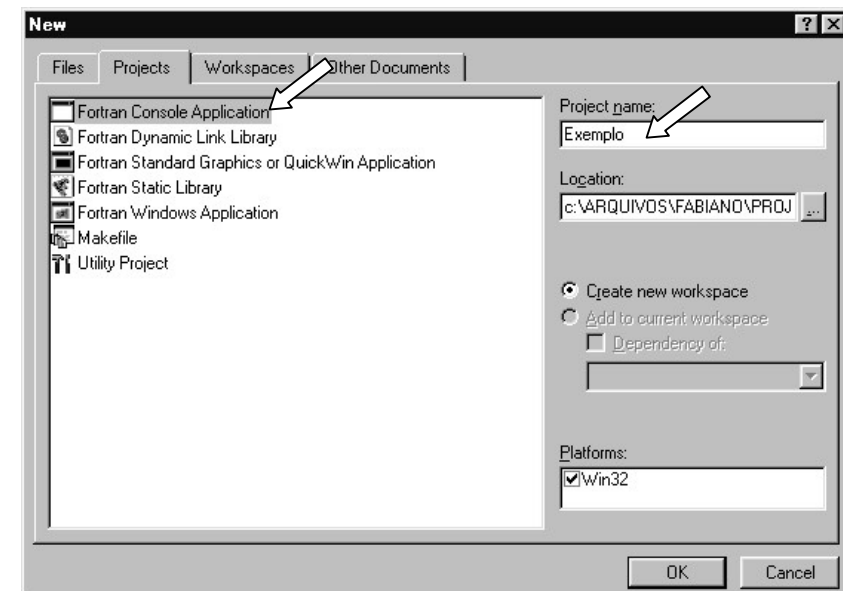 New
Files Projects Workspaces Other Documents
Fortran Console Application
Fortran Dynamic Link Library
Fortran Standard Graphics or QuickWin Application
Fortran Static Library
Fortran Windows Application
Makefile
Utility Project
Project name:
Exemplo
Location:
c:\ARQUIVOS\FABIANO\PROJ ...
Create new workspace
Add to current workspace
Dependency of:
Platforms:
Win32
OK Cancel